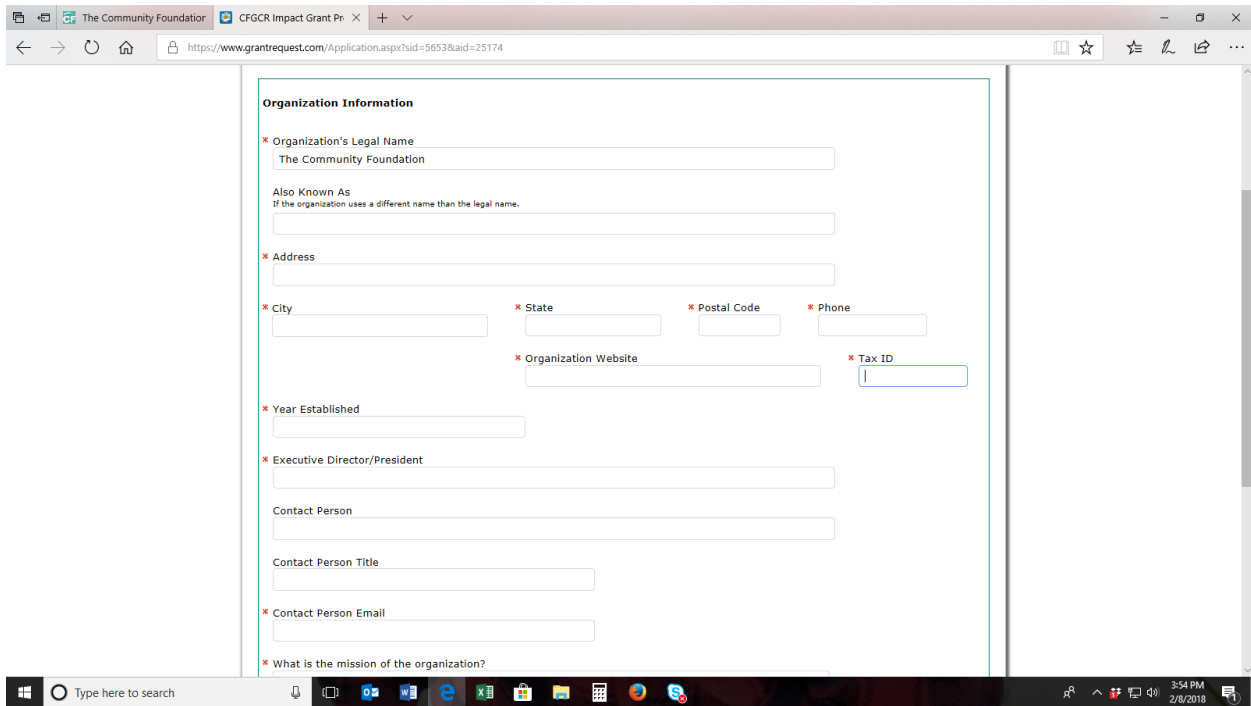 The Community Foundation
CFGCR Impact Grant Pr
https://www.grantrequest.com/Application.aspx?sid=5653&aid=25174
Organization Information
* Organization's Legal Name
The Community Foundation
Also Known As
If the organization uses a different name than the legal name.
* Address
* City * State * Postal Code * Phone
* Organization Website * Tax ID
* Year Established
* Executive Director/President
Contact Person
Contact Person Title
* Contact Person Email
* What is the mission of the organization?
Type here to search
3:54 PM
2/8/2018